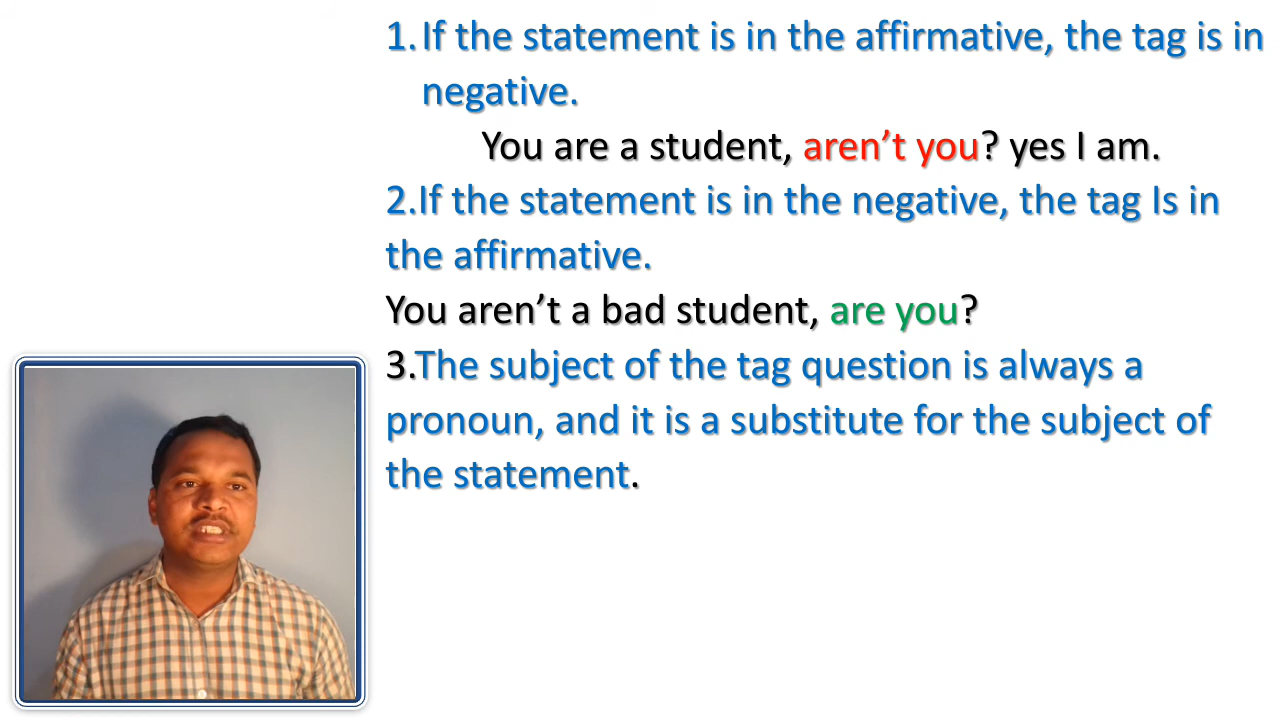 1. If the statement is in the affirmative, the tag is in
negative.
You are a student, aren’t you? yes I am.
2.If the statement is in the negative, the tag Is in
the affirmative.
You aren’t a bad student, are you?
3.The subject of the tag question is always a
pronoun, and it is a substitute for the subject of
the statement.